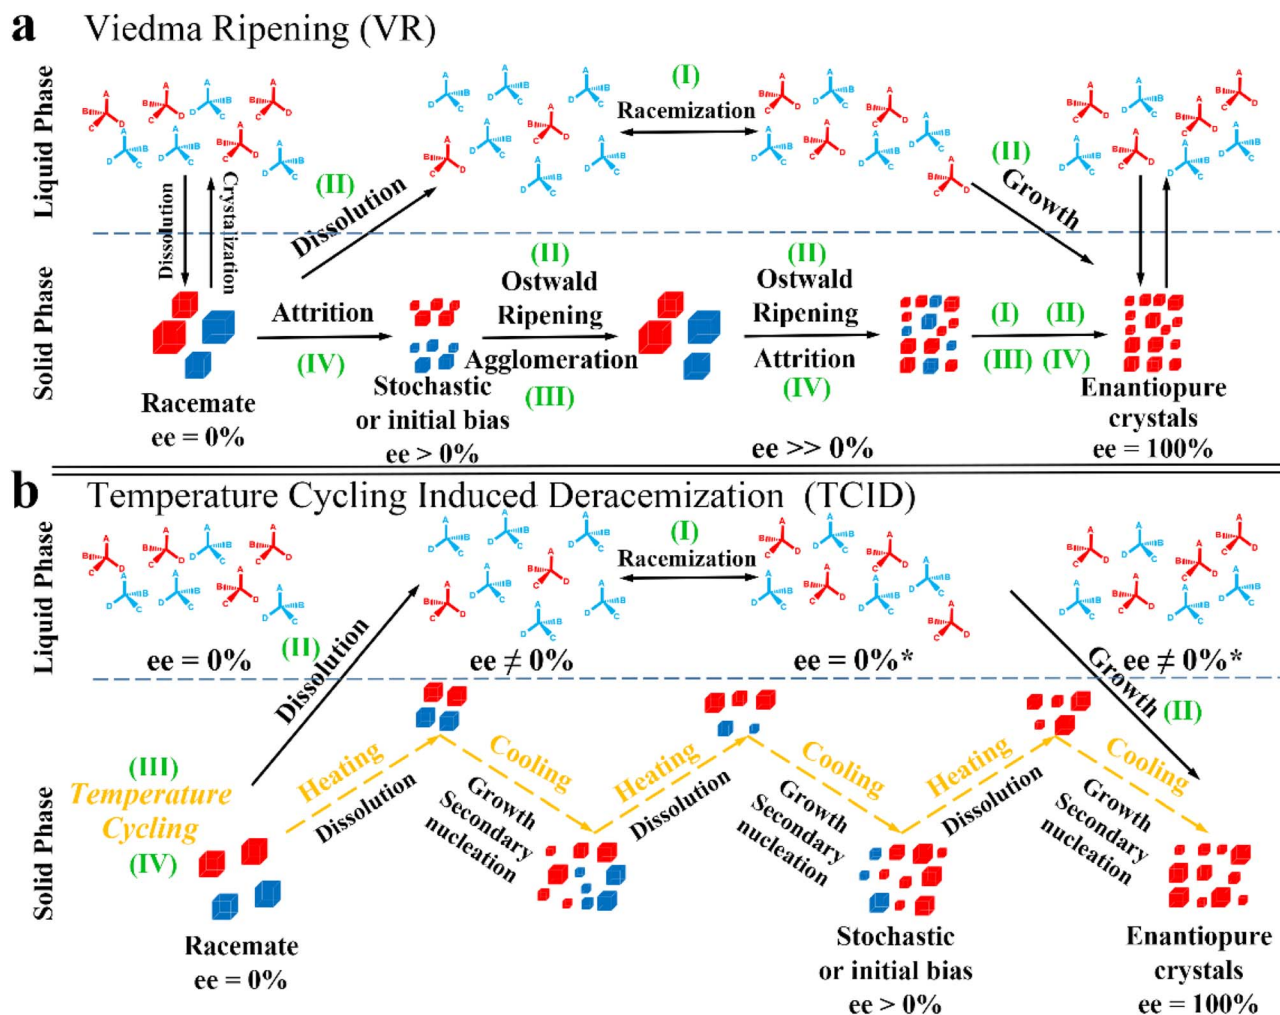 a Viedma Ripening (VR)
Liquid Phase
(I)
Racemization
(II)
Dissolution
(II)
Growth
Dissolution
Crystalization
Solid Phase
Attrition
(IV)
(II)
Ostwald
Ripening
Agglomeration
(III)
(II)
Ostwald
Ripening
Attrition
(IV)
(I) (II)
(III) (IV)
Racemate
ee = 0%
Stochastic
or initial bias
ee > 0%
ee >> 0%
Enantiopure
crystals
ee = 100%
b Temperature Cycling Induced Deracemization (TCID)
Liquid Phase
(I)
Racemization
ee = 0%
ee ≠ 0%
ee = 0%*
ee ≠ 0%*
(II)
Dissolution
Growth
(II)
Solid Phase
(III)
Temperature
Cycling
(IV)
Heating
Dissolution
Cooling
Growth
Secondary
nucleation
Heating
Dissolution
Cooling
Growth
Secondary
nucleation
Heating
Dissolution
Cooling
Growth
Secondary
nucleation
Racemate
ee = 0%
Stochastic
or initial bias
ee > 0%
Enantiopure
crystals
ee = 100%